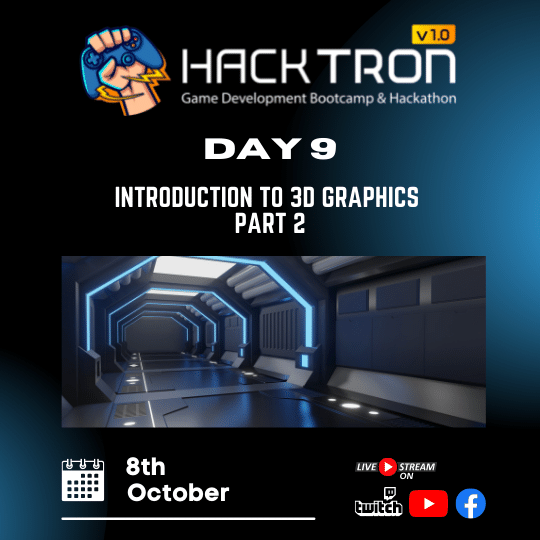 HACKTRON
v 1.0
Game Development Bootcamp & Hackathon
DAY 9
INTRODUCTION TO 3D GRAPHICS
PART 2
8th
October
LIVE STREAM
ON
twitch